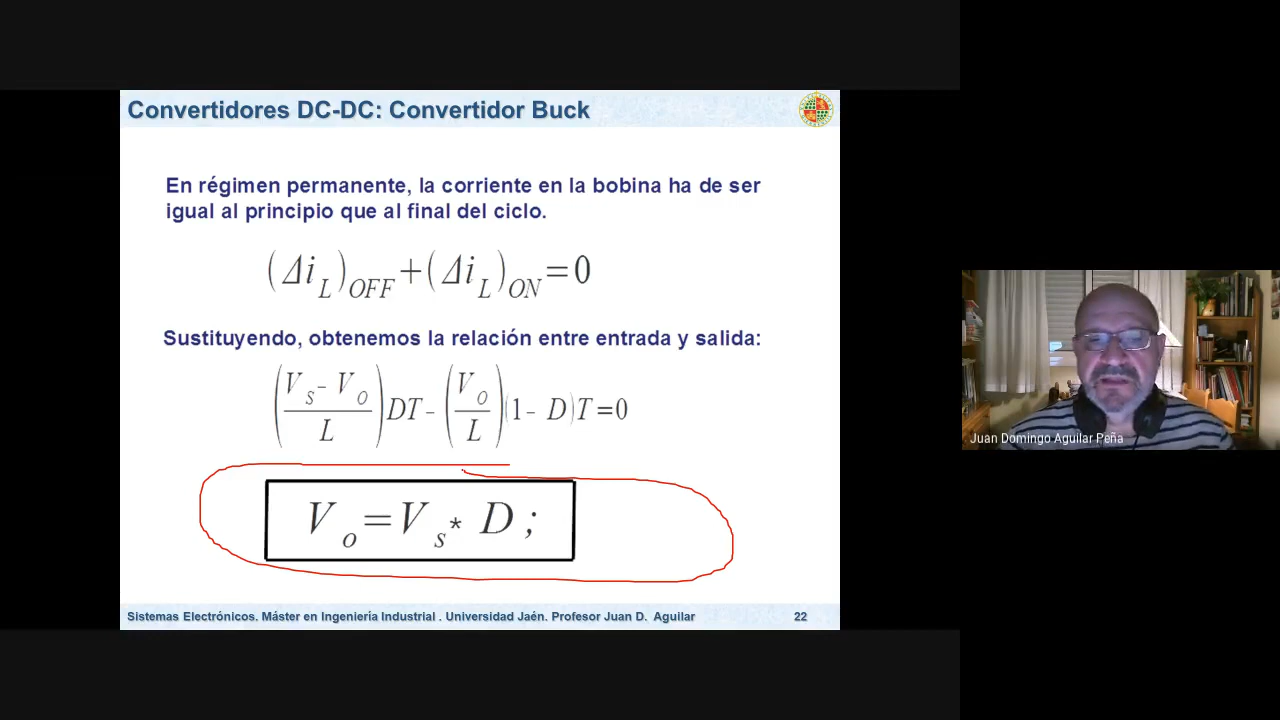 Convertidores DC-DC: Convertidor Buck
En régimen permanente, la corriente en la bobina ha de ser
igual al principio que al final del ciclo.
(Δi_L)_OFF + (Δi_L)_ON = 0
Sustituyendo, obtenemos la relación entre entrada y salida:
((V_s - V_o) / L) DT - (V_o / L) (1 - D) T = 0
V_o = V_s * D ;
Sistemas Electrónicos. Máster en Ingeniería Industrial . Universidad Jaén. Profesor Juan D. Aguilar 22
Juan Domingo Aguilar Peña